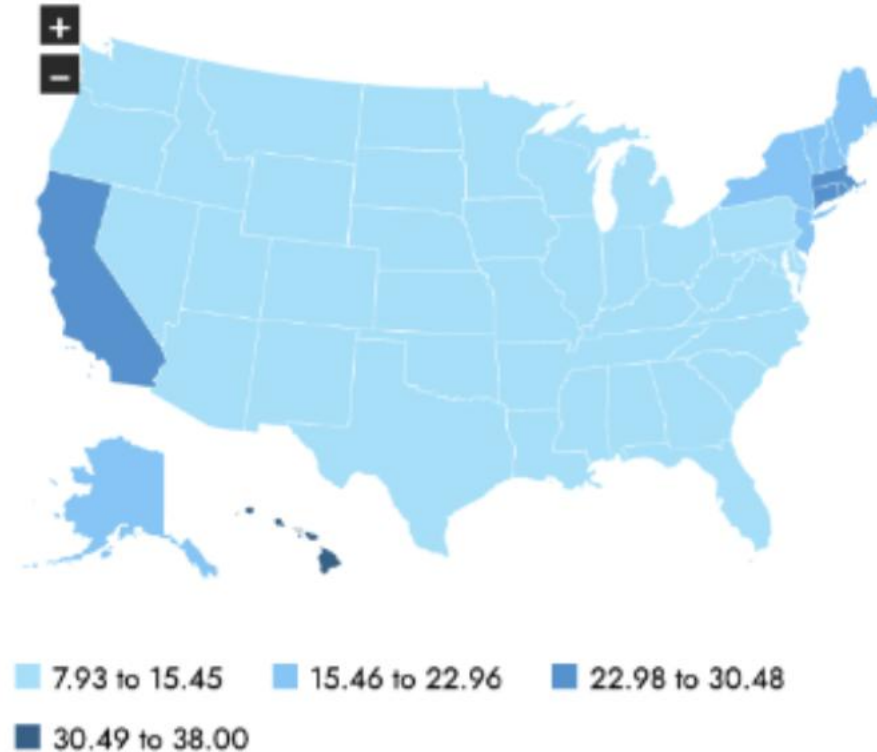 +
−
7.93 to 15.45 15.46 to 22.96 22.98 to 30.48
30.49 to 38.00